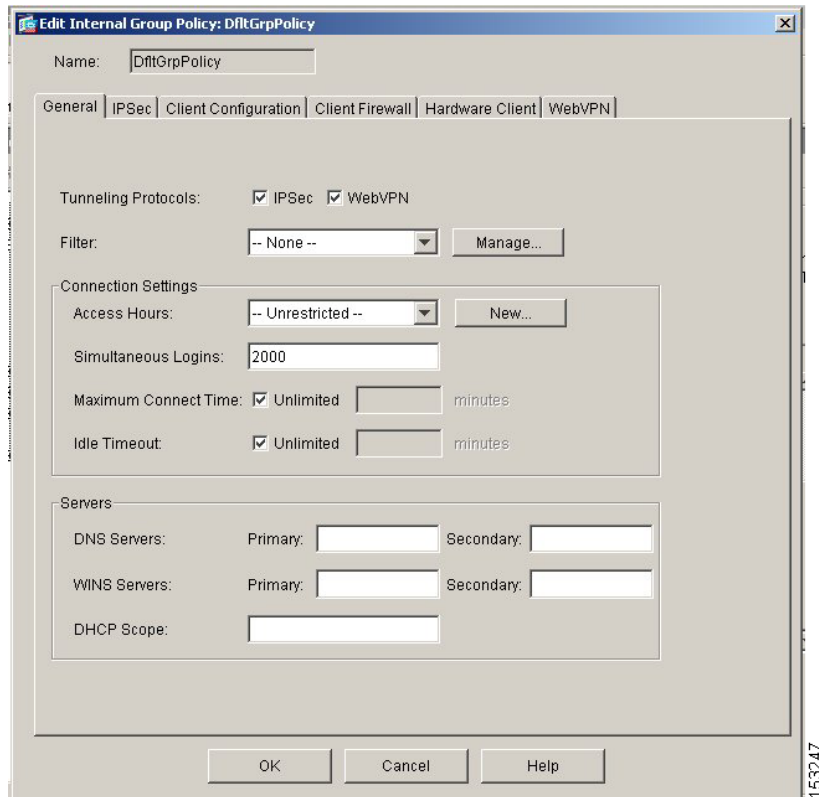 Edit Internal Group Policy: DfltGrpPolicy
Name: DfltGrpPolicy
General IPSec Client Configuration Client Firewall Hardware Client WebVPN
Tunneling Protocols: IPSec WebVPN
Filter: -- None -- Manage...
Connection Settings
Access Hours: -- Unrestricted -- New...
Simultaneous Logins: 2000
Maximum Connect Time: Unlimited minutes
Idle Timeout: Unlimited minutes
Servers
DNS Servers: Primary: Secondary:
WINS Servers: Primary: Secondary:
DHCP Scope:
OK Cancel Help
153247